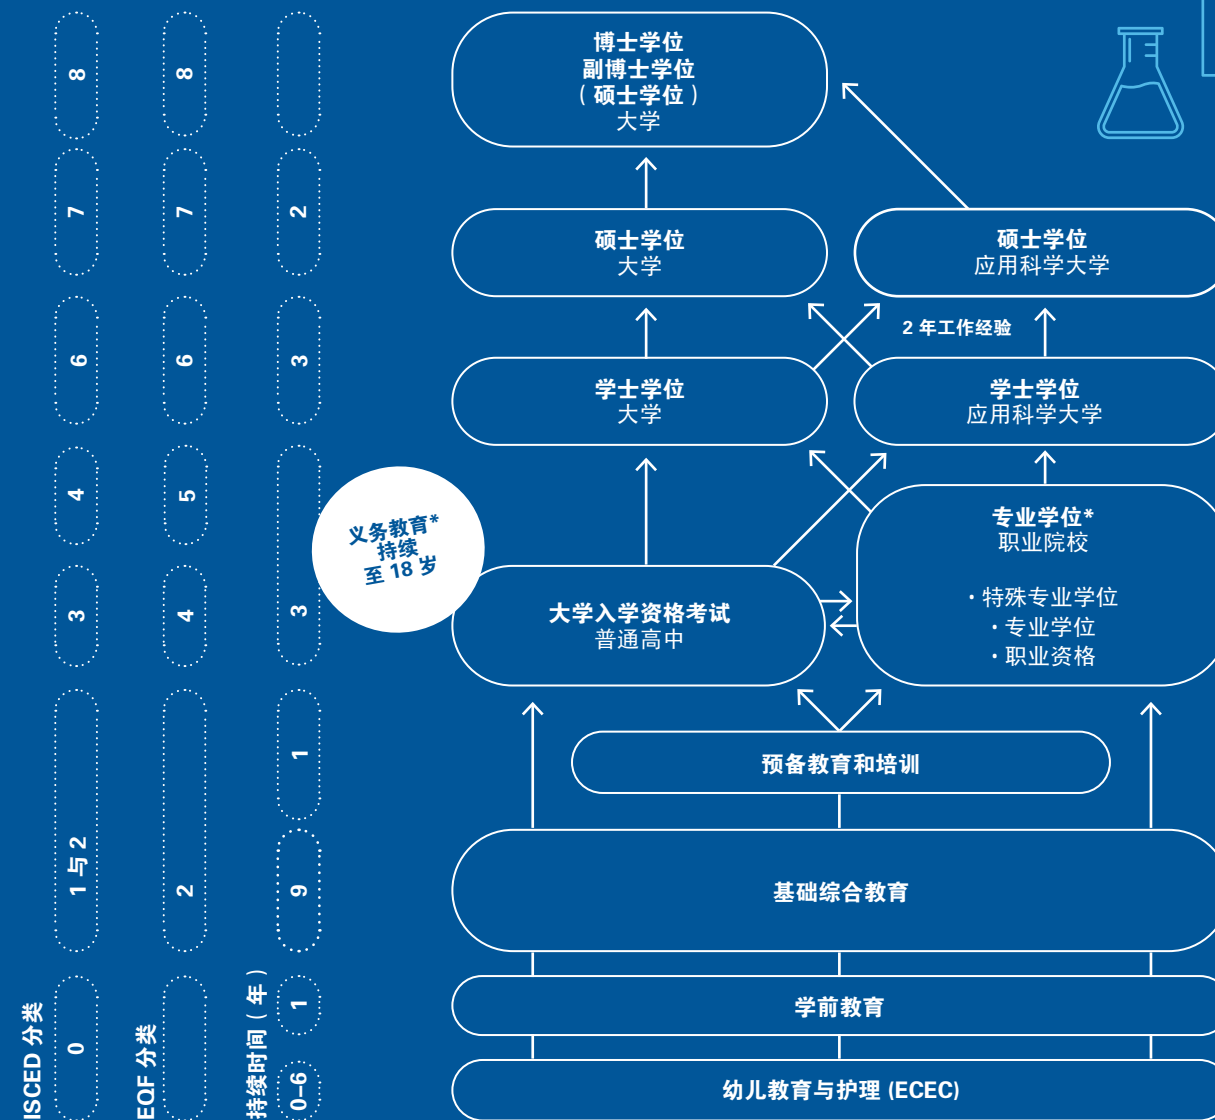 8
8
博士学位
副博士学位
( 硕士学位 )
大学
7
7
2
硕士学位
大学
硕士学位
应用科学大学
2 年工作经验
6
6
3
学士学位
大学
学士学位
应用科学大学
4
5
义务教育*
持续
至 18 岁
专业学位*
职业院校
· 特殊专业学位
· 专业学位
· 职业资格
3
4
3
大学入学资格考试
普通高中
1
预备教育和培训
1 与 2
2
9
基础综合教育
1
学前教育
0
0–6
幼儿教育与护理 (ECEC)
ISCED 分类
EQF 分类
持续时间 ( 年 )